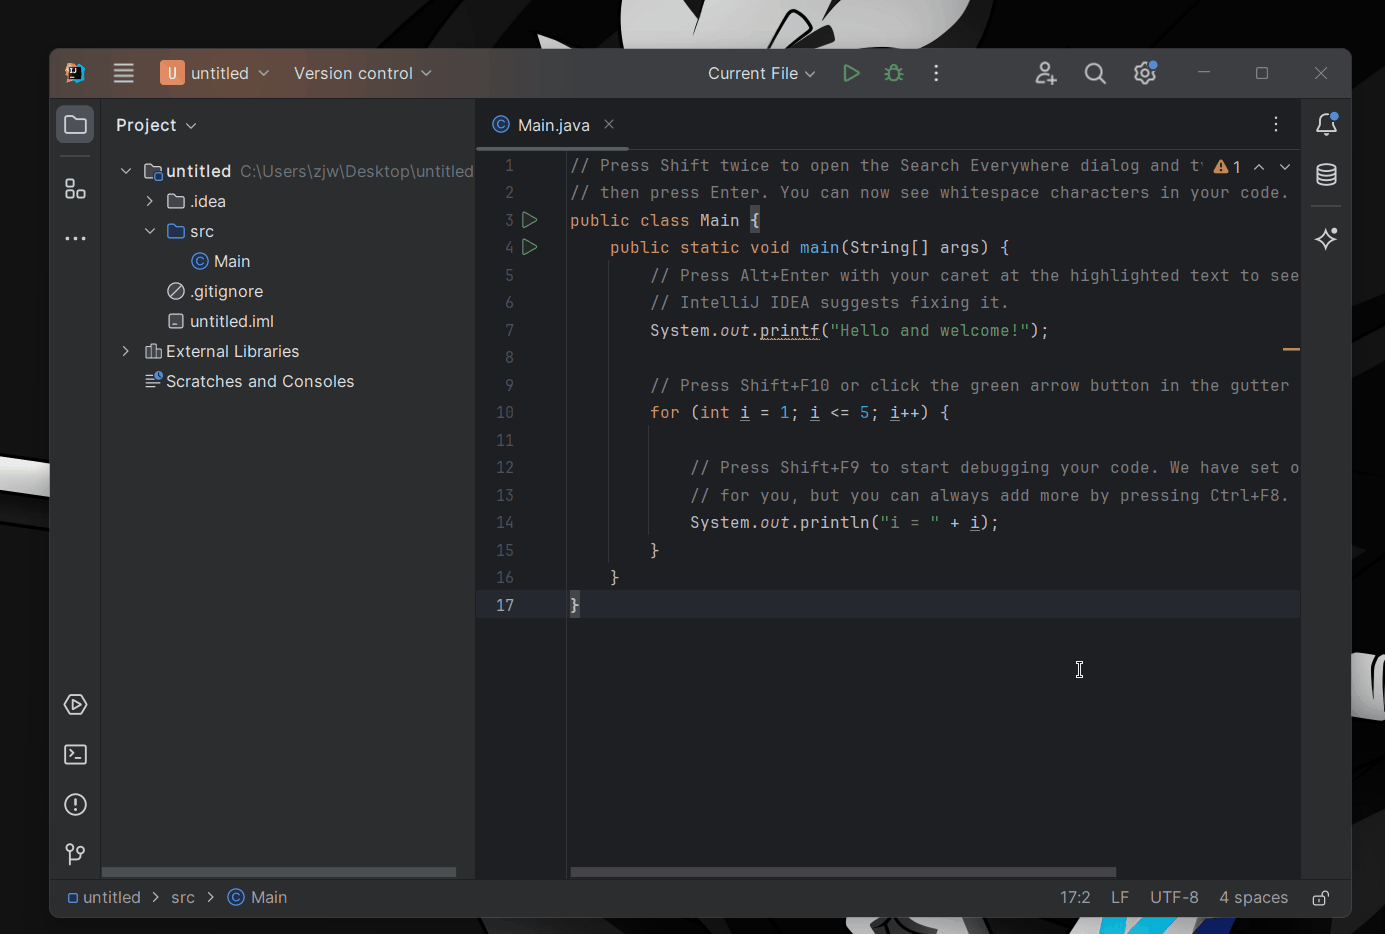 U untitled Version control Current File
Project
Main.java
untitled C:\Users\zjw\Desktop\untitled
.idea
src
Main
.gitignore
untitled.iml
External Libraries
Scratches and Consoles
1 // Press Shift twice to open the Search Everywhere dialog and ty 1
2 // then press Enter. You can now see whitespace characters in your code.
3 public class Main {
4 public static void main(String[] args) {
5 // Press Alt+Enter with your caret at the highlighted text to see
6 // IntelliJ IDEA suggests fixing it.
7 System.out.printf("Hello and welcome!");
8
9 // Press Shift+F10 or click the green arrow button in the gutter
10 for (int i = 1; i <= 5; i++) {
11
12 // Press Shift+F9 to start debugging your code. We have set o
13 // for you, but you can always add more by pressing Ctrl+F8.
14 System.out.println("i = " + i);
15 }
16 }
17 }
untitled > src > Main 17:2 LF UTF-8 4 spaces